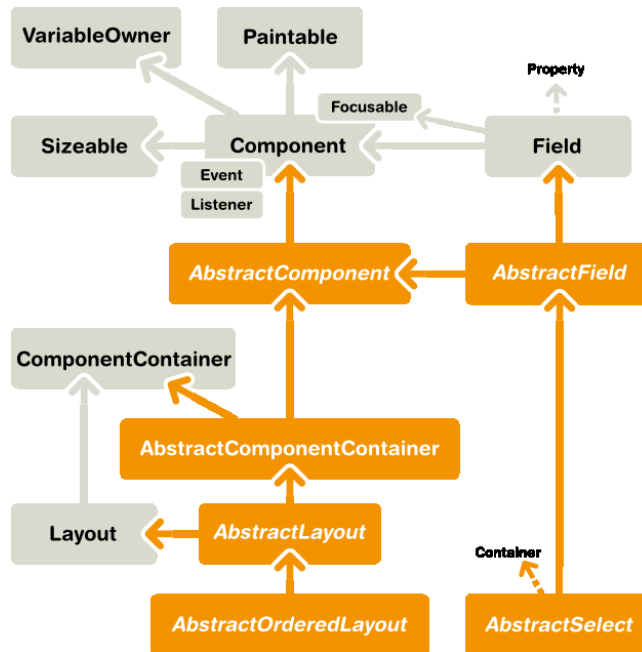 VariableOwner
Paintable
Property
Focusable
Sizeable
Component
Field
Event
Listener
AbstractComponent
AbstractField
ComponentContainer
AbstractComponentContainer
Layout
AbstractLayout
Container
AbstractOrderedLayout
AbstractSelect